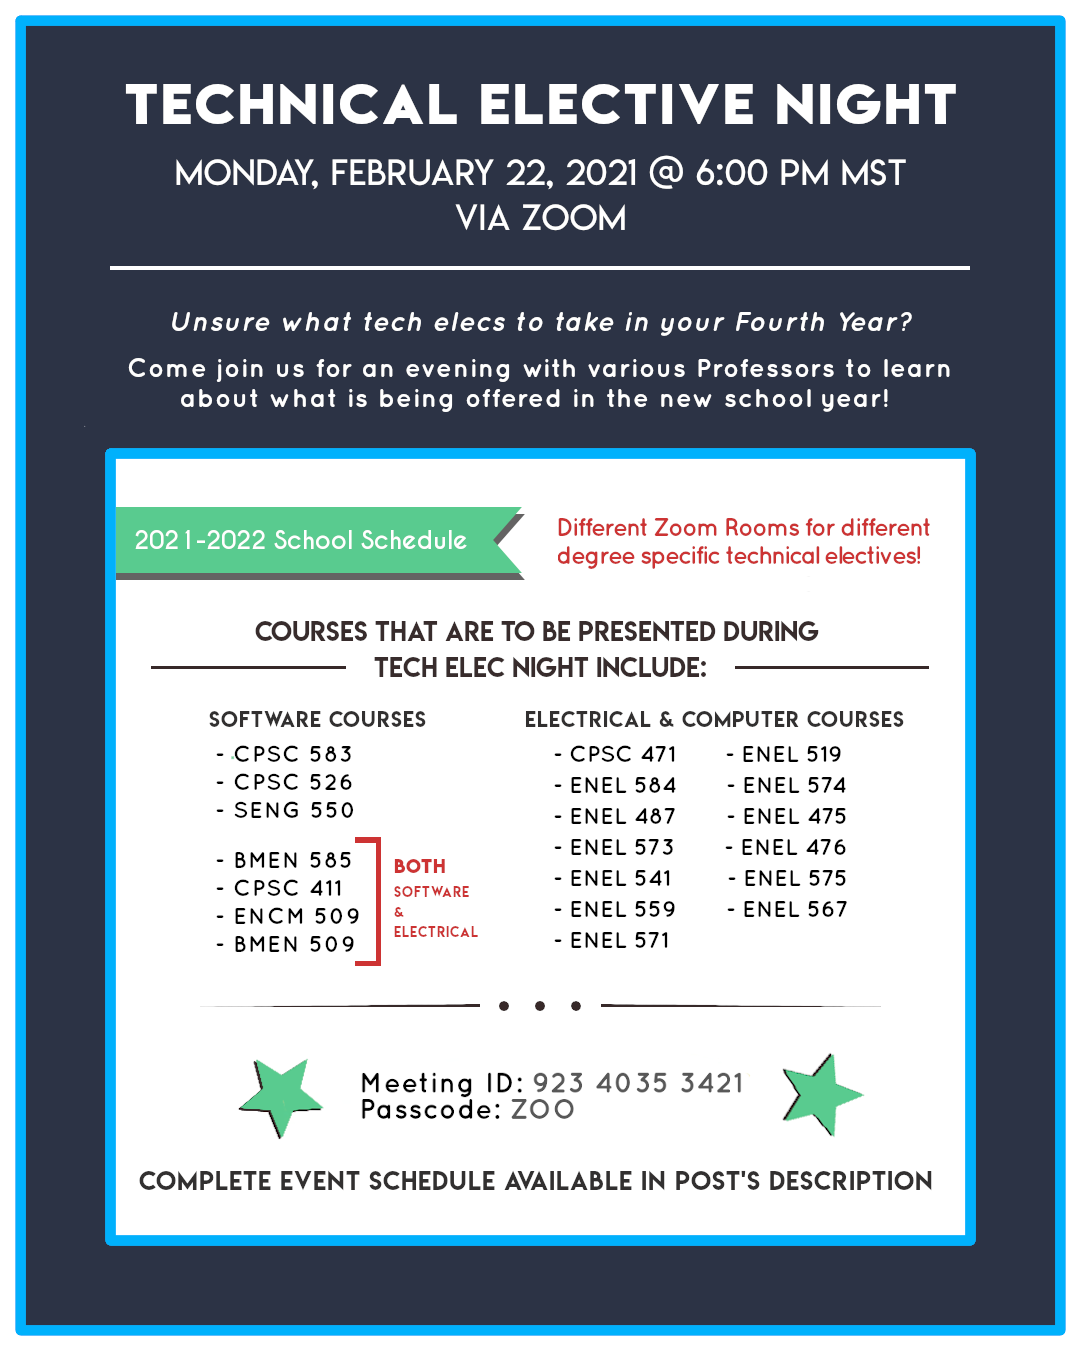 TECHNICAL ELECTIVE NIGHT
MONDAY, FEBRUARY 22, 2021 @ 6:00 PM MST
VIA ZOOM
Unsure what tech elecs to take in your Fourth Year?
Come join us for an evening with various Professors to learn
about what is being offered in the new school year!
2021-2022 School Schedule
Different Zoom Rooms for different
degree specific technical electives!
COURSES THAT ARE TO BE PRESENTED DURING
TECH ELEC NIGHT INCLUDE:
SOFTWARE COURSES
- CPSC 583
- CPSC 526
- SENG 550
- BMEN 585
- CPSC 411
- ENCM 509
- BMEN 509
BOTH
SOFTWARE
&
ELECTRICAL
ELECTRICAL & COMPUTER COURSES
- CPSC 471
- ENEL 584
- ENEL 487
- ENEL 573
- ENEL 541
- ENEL 559
- ENEL 571
- ENEL 519
- ENEL 574
- ENEL 475
- ENEL 476
- ENEL 575
- ENEL 567
Meeting ID: 923 4035 3421
Passcode: ZOO
COMPLETE EVENT SCHEDULE AVAILABLE IN POST'S DESCRIPTION